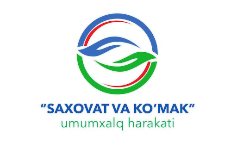 “SAXOVAT VA KO‘MAK”
umumxalq harakati